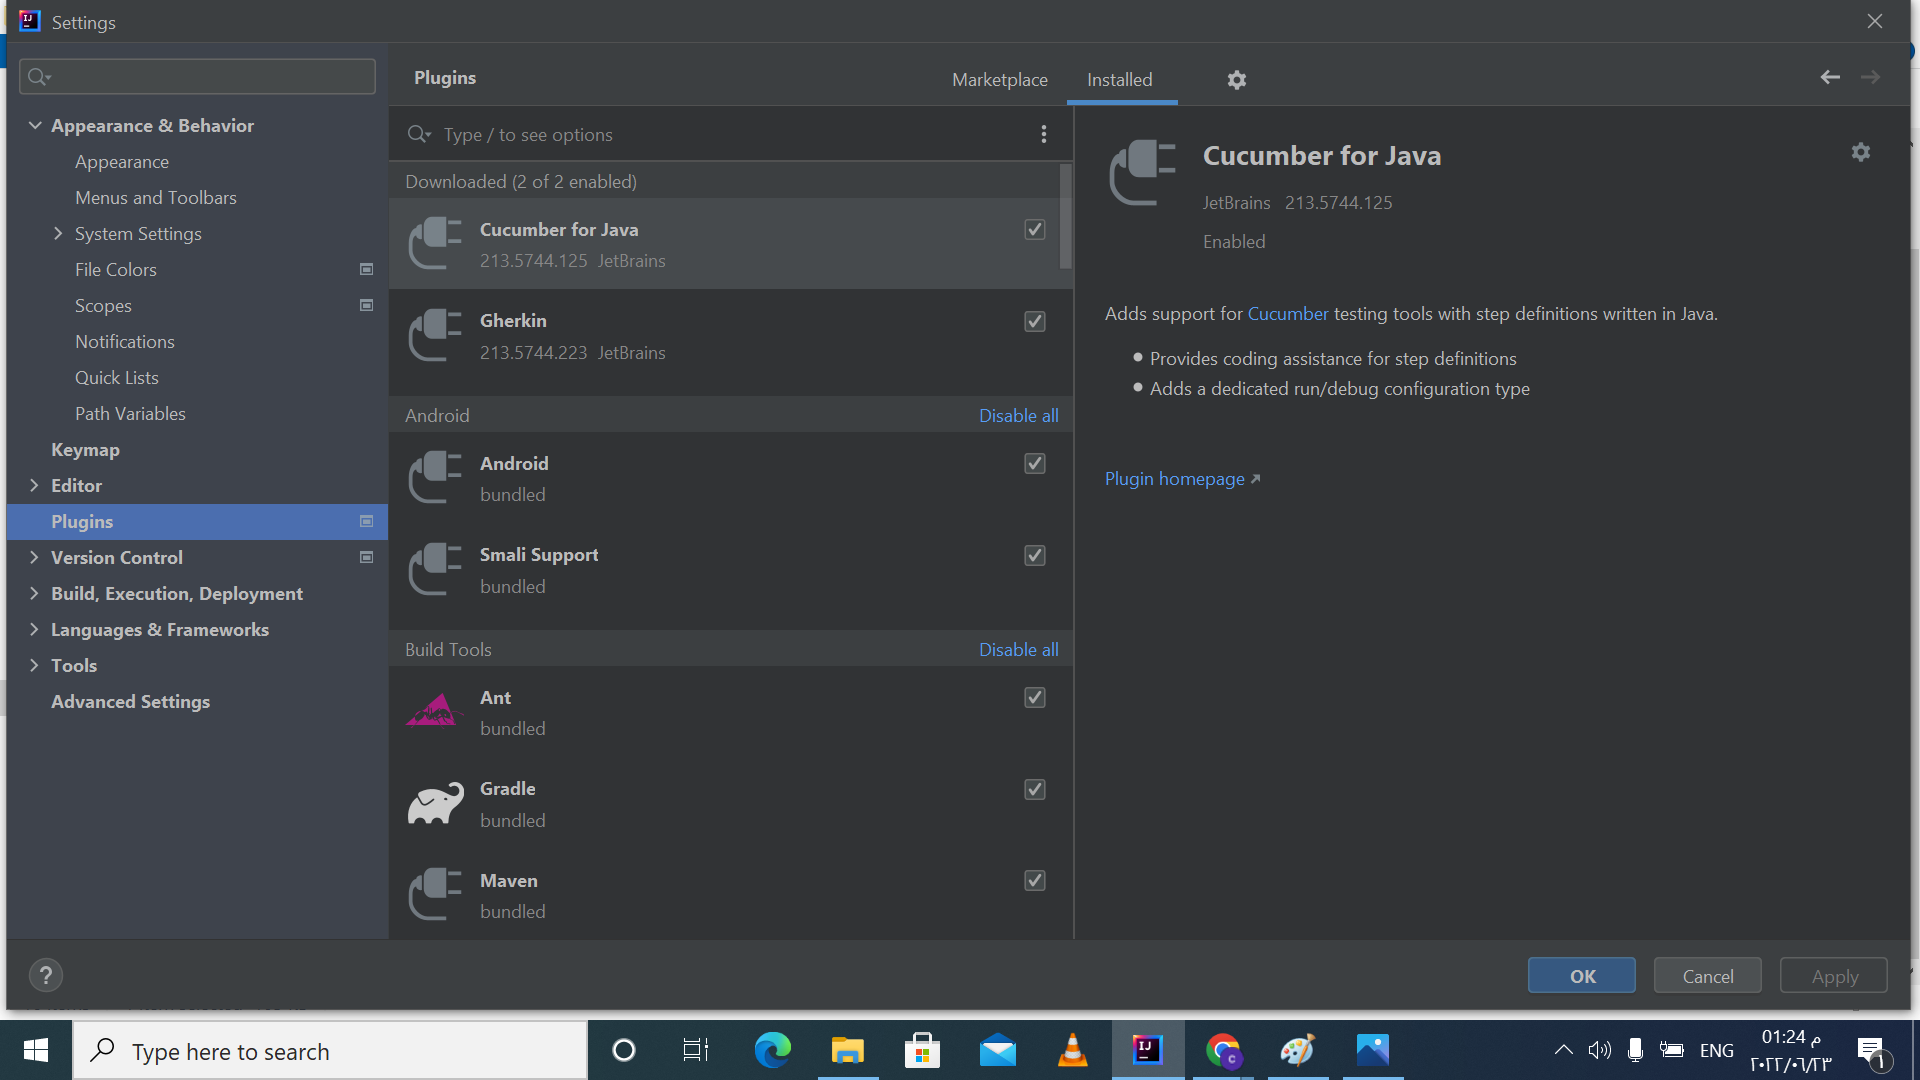 Settings
Appearance & Behavior
Appearance
Menus and Toolbars
System Settings
File Colors
Scopes
Notifications
Quick Lists
Path Variables
Keymap
Editor
Plugins
Version Control
Build, Execution, Deployment
Languages & Frameworks
Tools
Advanced Settings
Plugins
Marketplace
Installed
Type / to see options
Downloaded (2 of 2 enabled)
Cucumber for Java
213.5744.125 JetBrains
Gherkin
213.5744.223 JetBrains
Android
Disable all
Android
bundled
Smali Support
bundled
Build Tools
Disable all
Ant
bundled
Gradle
bundled
Maven
bundled
Cucumber for Java
JetBrains 213.5744.125
Enabled
Adds support for Cucumber testing tools with step definitions written in Java.
Provides coding assistance for step definitions
Adds a dedicated run/debug configuration type
Plugin homepage
?
OK
Cancel
Apply
Type here to search
IJ
ENG
01:24 م
٢٠٢٢/٠٦/٢٣